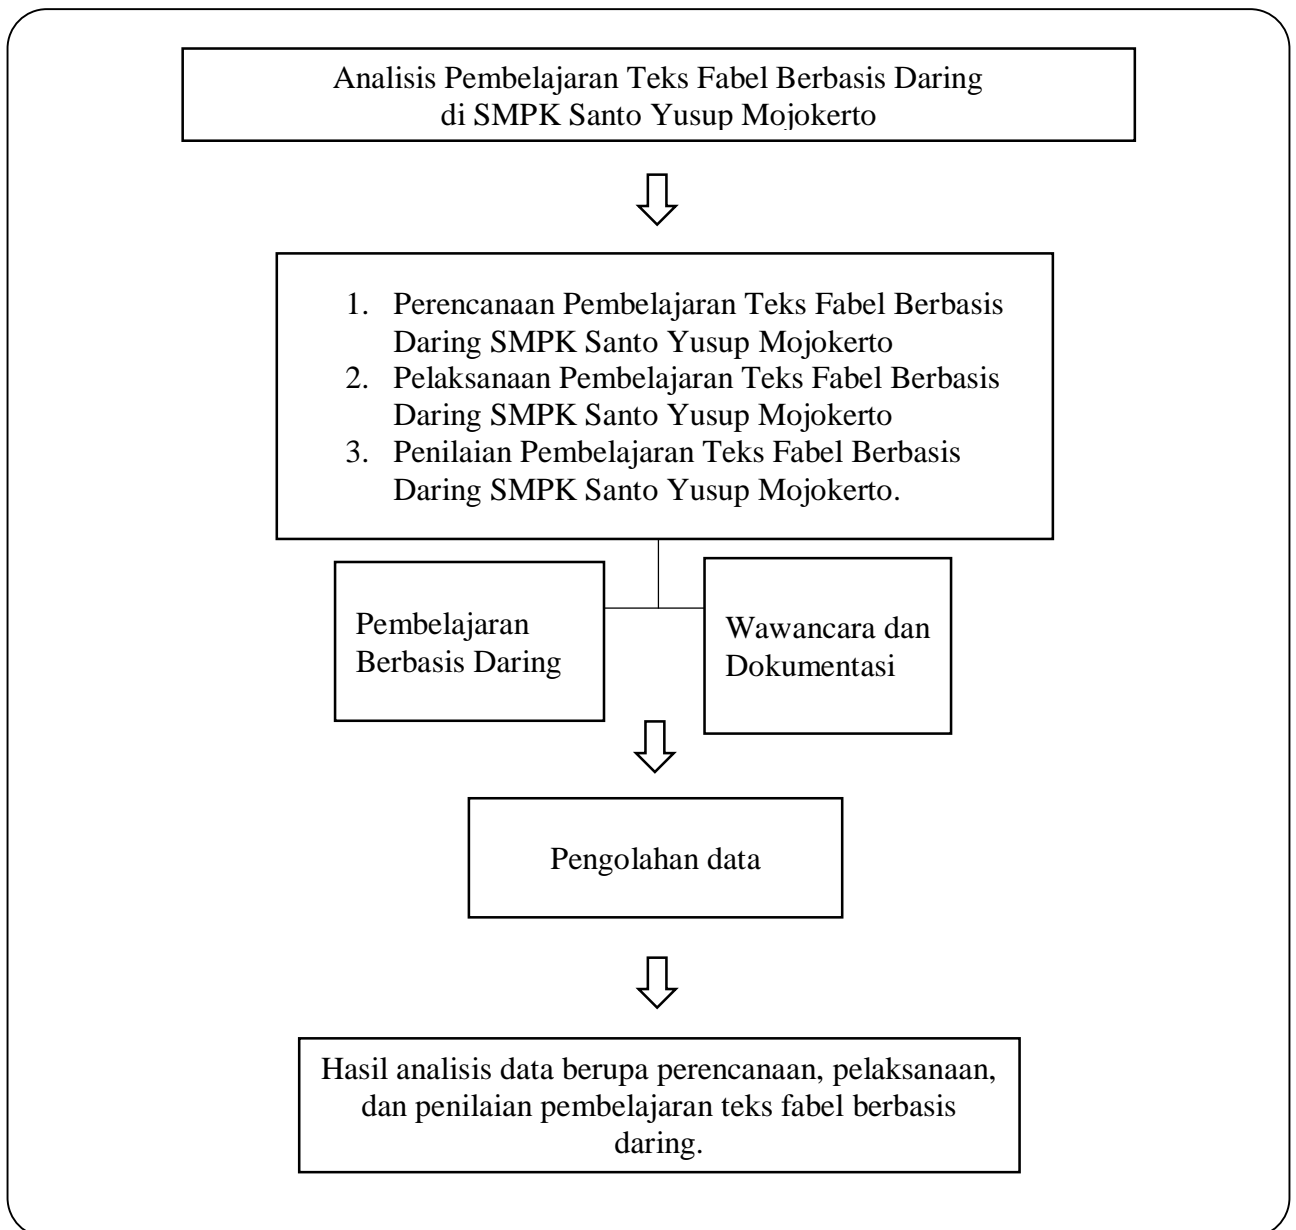 Analisis Pembelajaran Teks Fabel Berbasis Daring
di SMPK Santo Yusup Mojokerto
1. Perencanaan Pembelajaran Teks Fabel Berbasis
Daring SMPK Santo Yusup Mojokerto
2. Pelaksanaan Pembelajaran Teks Fabel Berbasis
Daring SMPK Santo Yusup Mojokerto
3. Penilaian Pembelajaran Teks Fabel Berbasis
Daring SMPK Santo Yusup Mojokerto.
Pembelajaran
Berbasis Daring
Wawancara dan
Dokumentasi
Pengolahan data
Hasil analisis data berupa perencanaan, pelaksanaan,
dan penilaian pembelajaran teks fabel berbasis
daring.